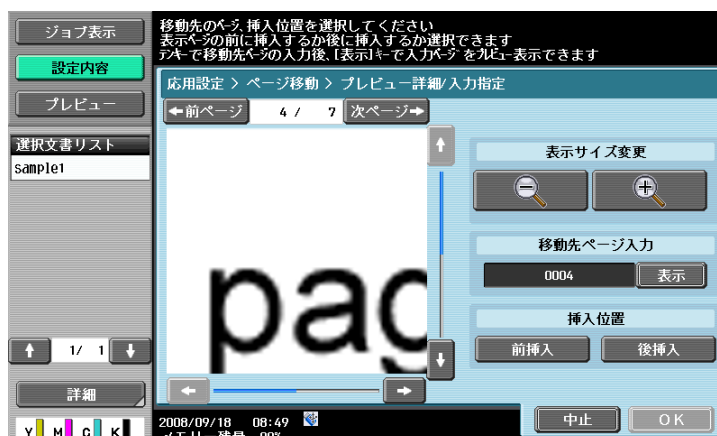 ジョブ表示
設定内容
プレビュー
選択文書リスト
sample1
1/ 1
詳細
Y M C K
移動先のページ、挿入位置を選択してください
表示ページの前に挿入するか後に挿入するか選択できます
テンキーで移動先ページの入力後、[表示]キーで入力ページをプレビュー表示できます
応用設定 > ページ移動 > プレビュー詳細/入力指定
前ページ 4 / 7 次ページ
pag
表示サイズ変更
移動先ページ入力
0004 表示
挿入位置
前挿入 後挿入
2008/09/18 08:49
メモリー残量 99%
中止 OK